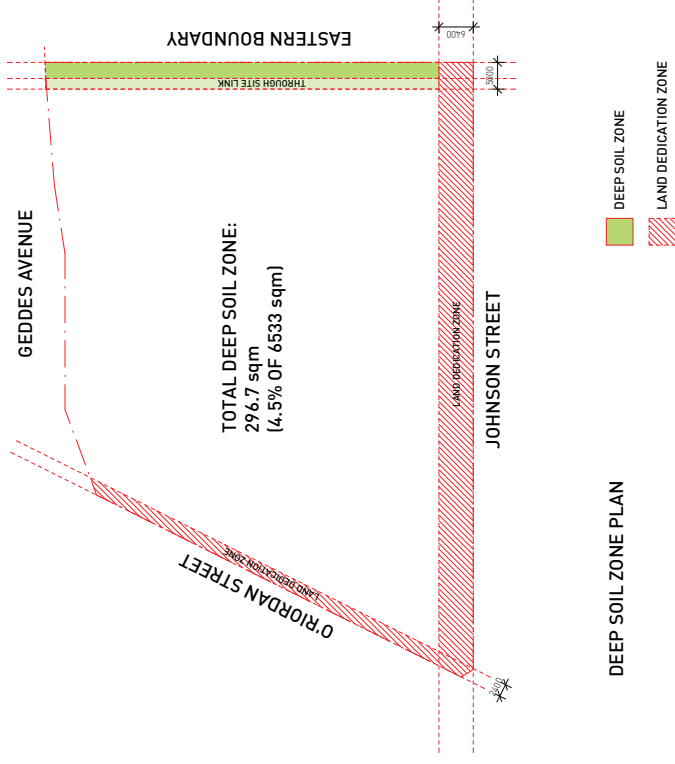 EASTERN BOUNDARY
6400
THROUGH SITE LINK
GEDDES AVENUE
TOTAL DEEP SOIL ZONE:
296.7 sqm
(4.5% OF 6533 sqm)
LAND DEDICATION ZONE
JOHNSON STREET
LAND DEDICATION ZONE
O'RIORDAN STREET
2400
DEEP SOIL ZONE PLAN
DEEP SOIL ZONE
LAND DEDICATION ZONE